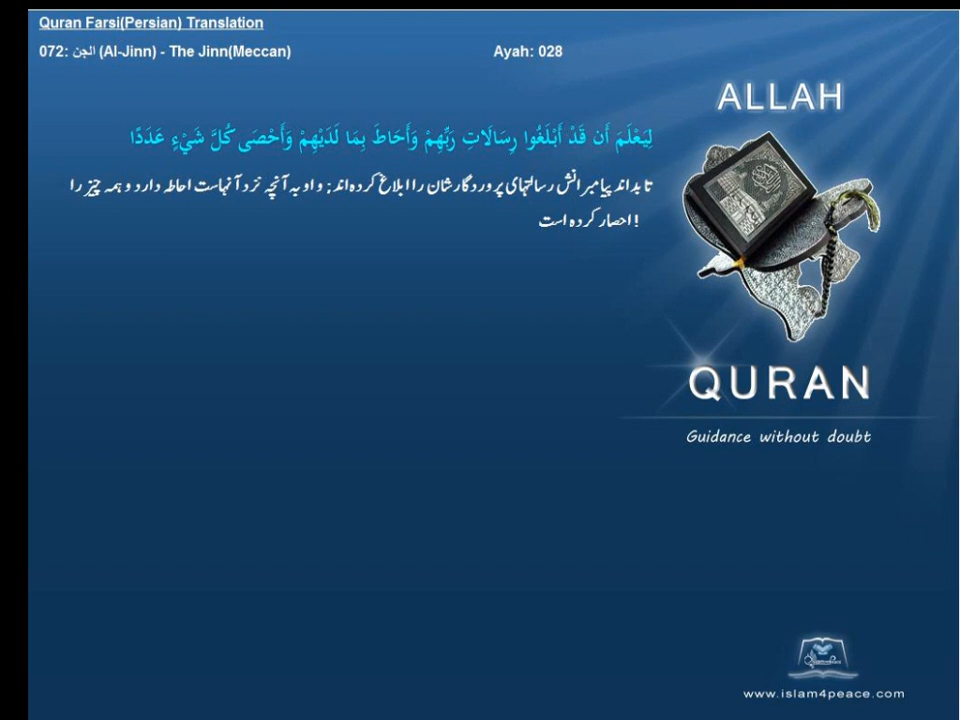 Quran Farsi(Persian) Translation
072: الجن (Al-Jinn) - The Jinn(Meccan) Ayah: 028
ALLAH
لِيَعْلَمَ أَن قَدْ أَبْلَغُوا رِسَالَاتِ رَبِّهِمْ وَأَحَاطَ بِمَا لَدَيْهِمْ وَأَحْصَى كُلَّ شَيْءٍ عَدَدًا
تا بداند پیامبرانش رسالتهای پروردگارشان را ابلاغ کرده‌اند; و او به آنچه نزد آنهاست احاطه دارد و همه چیز را
احصار کرده است!
QURAN
Guidance without doubt
www.islam4peace.com